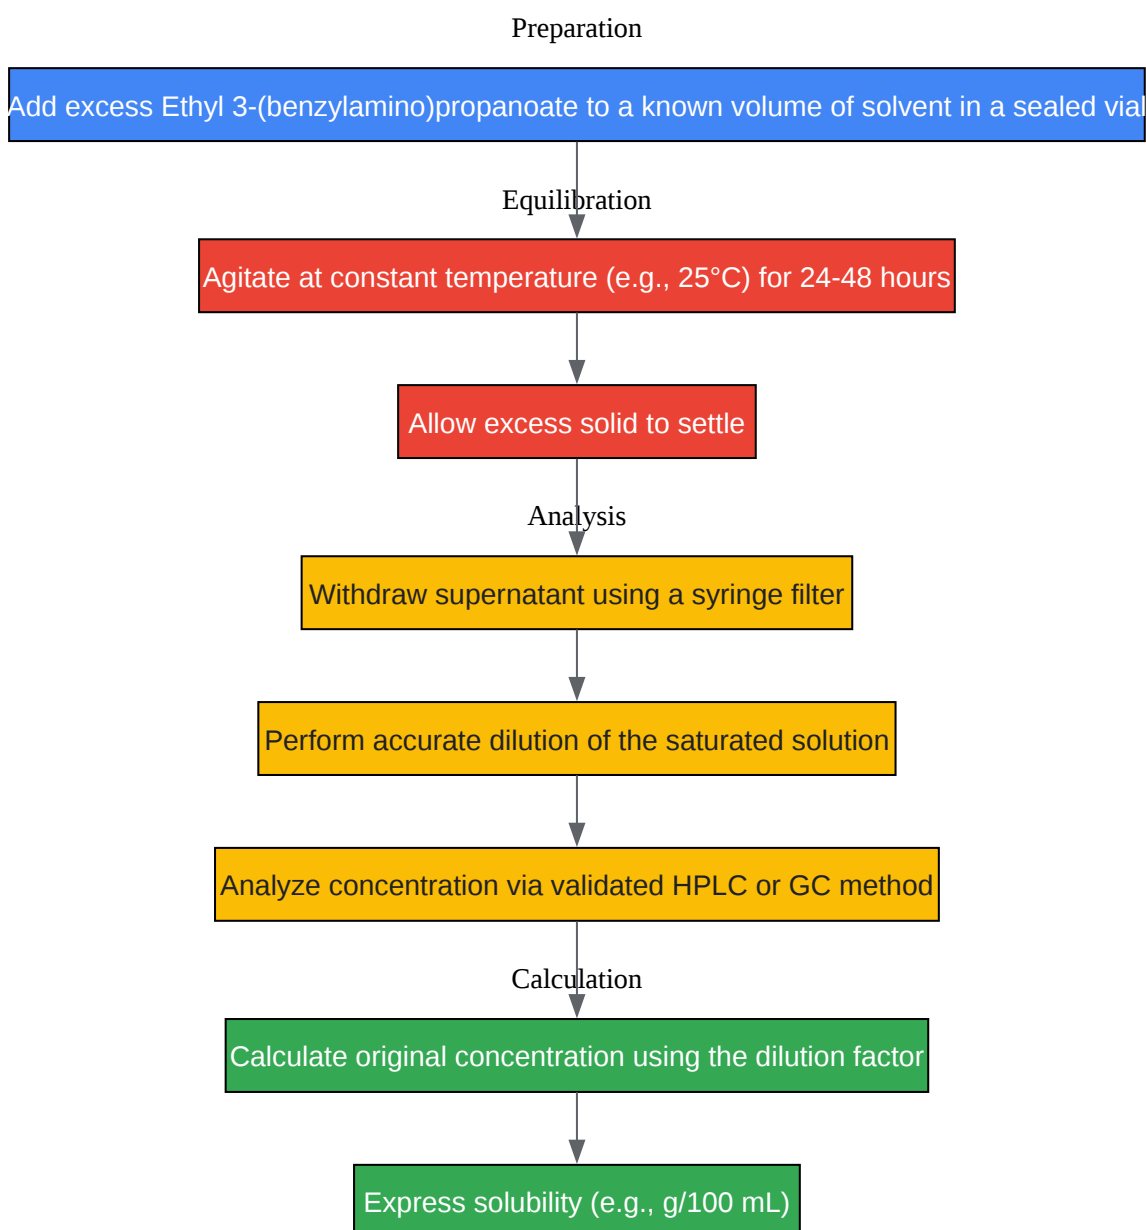 Preparation
Add excess Ethyl 3-(benzylamino)propanoate to a known volume of solvent in a sealed vial
Equilibration
Agitate at constant temperature (e.g., 25°C) for 24-48 hours
Allow excess solid to settle
Analysis
Withdraw supernatant using a syringe filter
Perform accurate dilution of the saturated solution
Analyze concentration via validated HPLC or GC method
Calculation
Calculate original concentration using the dilution factor
Express solubility (e.g., g/100 mL)